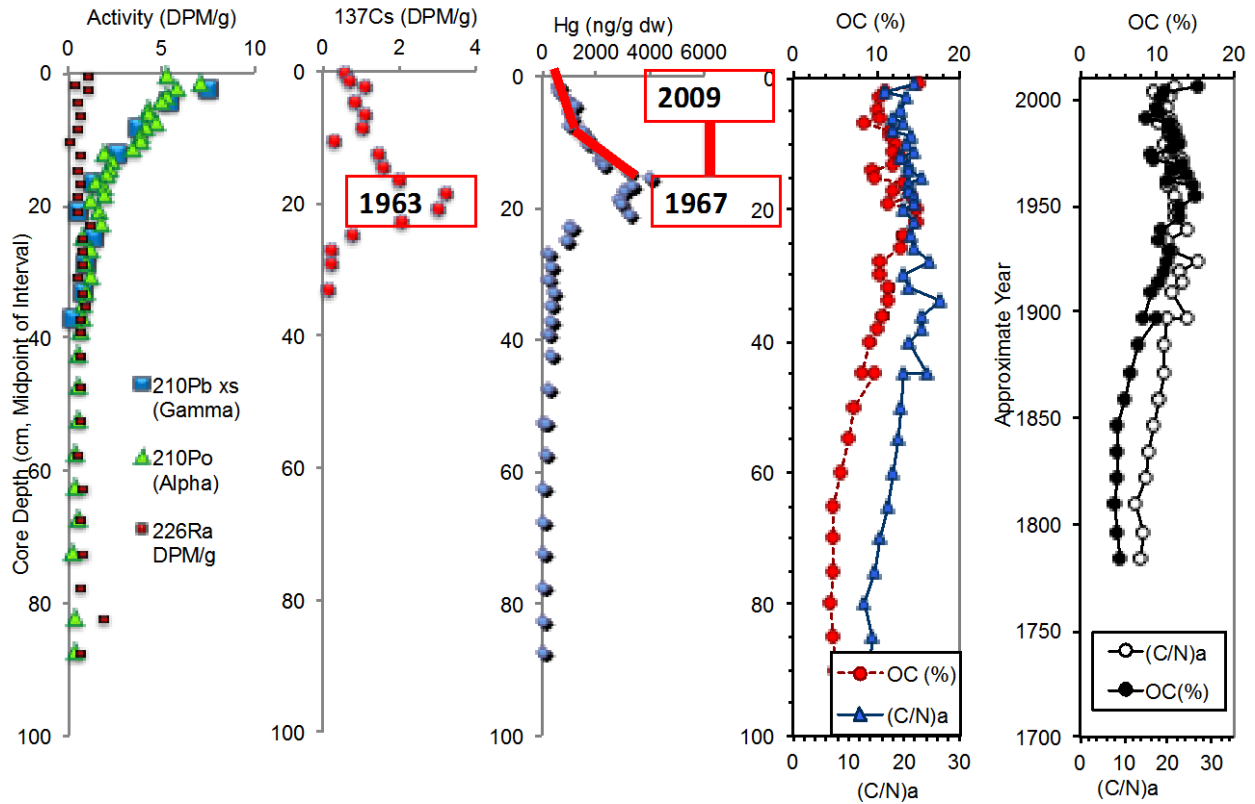 Activity (DPM/g)
0 5 10
0
20
40
60
80
100
Core Depth (cm, Midpoint of Interval)
210Pb xs
(Gamma)
210Po
(Alpha)
226Ra
DPM/g
137Cs (DPM/g)
0 2 4
0
20
40
60
80
100
1963
Hg (ng/g dw)
0 2000 4000 6000
0
20
40
60
80
100
2009
1967
OC (%)
0 10 20
0
20
40
60
80
100
OC (%)
(C/N)a
0 10 20 30
(C/N)a
OC (%)
0 10 20
2000
1950
1900
1850
1800
1750
1700
Approximate Year
(C/N)a
OC(%)
0 10 20 30
(C/N)a